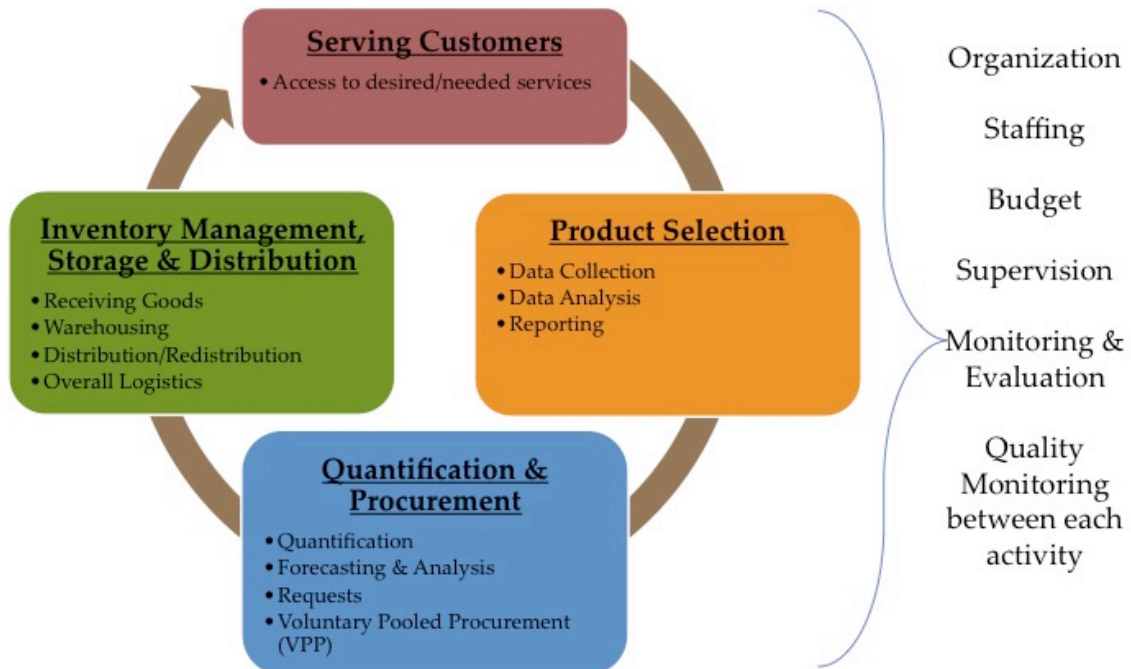 Serving Customers
• Access to desired/needed services
Product Selection
• Data Collection
• Data Analysis
• Reporting
Quantification &
Procurement
• Quantification
• Forecasting & Analysis
• Requests
• Voluntary Pooled Procurement
(VPP)
Inventory Management,
Storage & Distribution
• Receiving Goods
• Warehousing
• Distribution/Redistribution
• Overall Logistics
Organization
Staffing
Budget
Supervision
Monitoring &
Evaluation
Quality
Monitoring
between each
activity